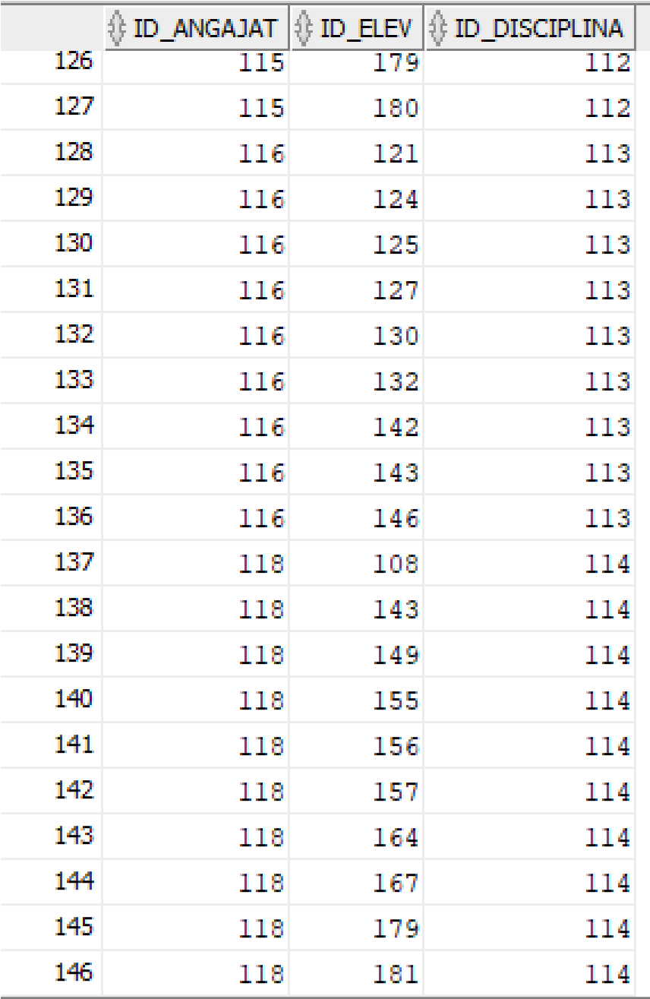 ID_ANGAJAT ID_ELEV ID_DISCIPLINA
126 115 179 112
127 115 180 112
128 116 121 113
129 116 124 113
130 116 125 113
131 116 127 113
132 116 130 113
133 116 132 113
134 116 142 113
135 116 143 113
136 116 146 113
137 118 108 114
138 118 143 114
139 118 149 114
140 118 155 114
141 118 156 114
142 118 157 114
143 118 164 114
144 118 167 114
145 118 179 114
146 118 181 114